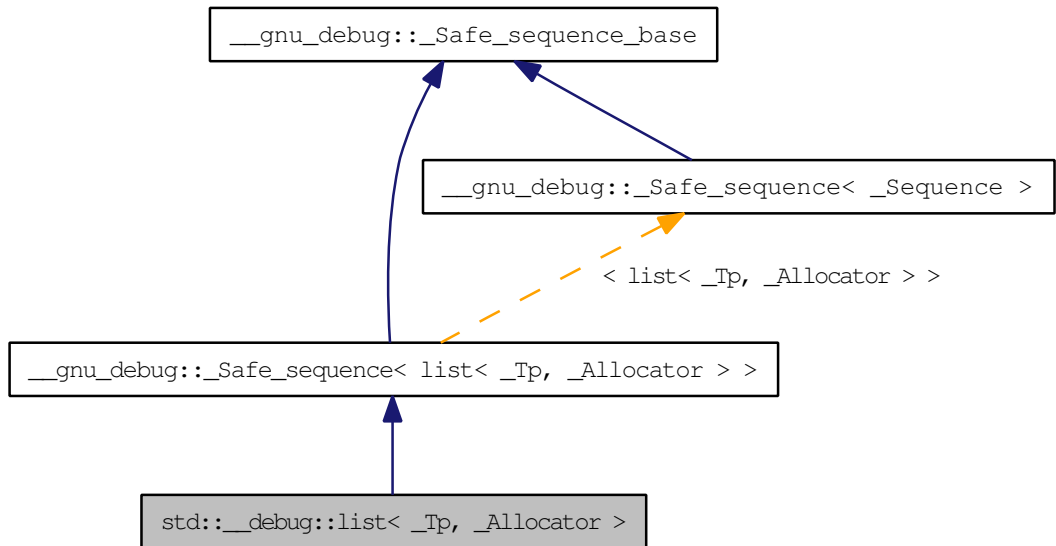 __gnu_debug::_Safe_sequence_base
__gnu_debug::_Safe_sequence< _Sequence >
< list< _Tp, _Allocator > >
__gnu_debug::_Safe_sequence< list< _Tp, _Allocator > >
std::__debug::list< _Tp, _Allocator >